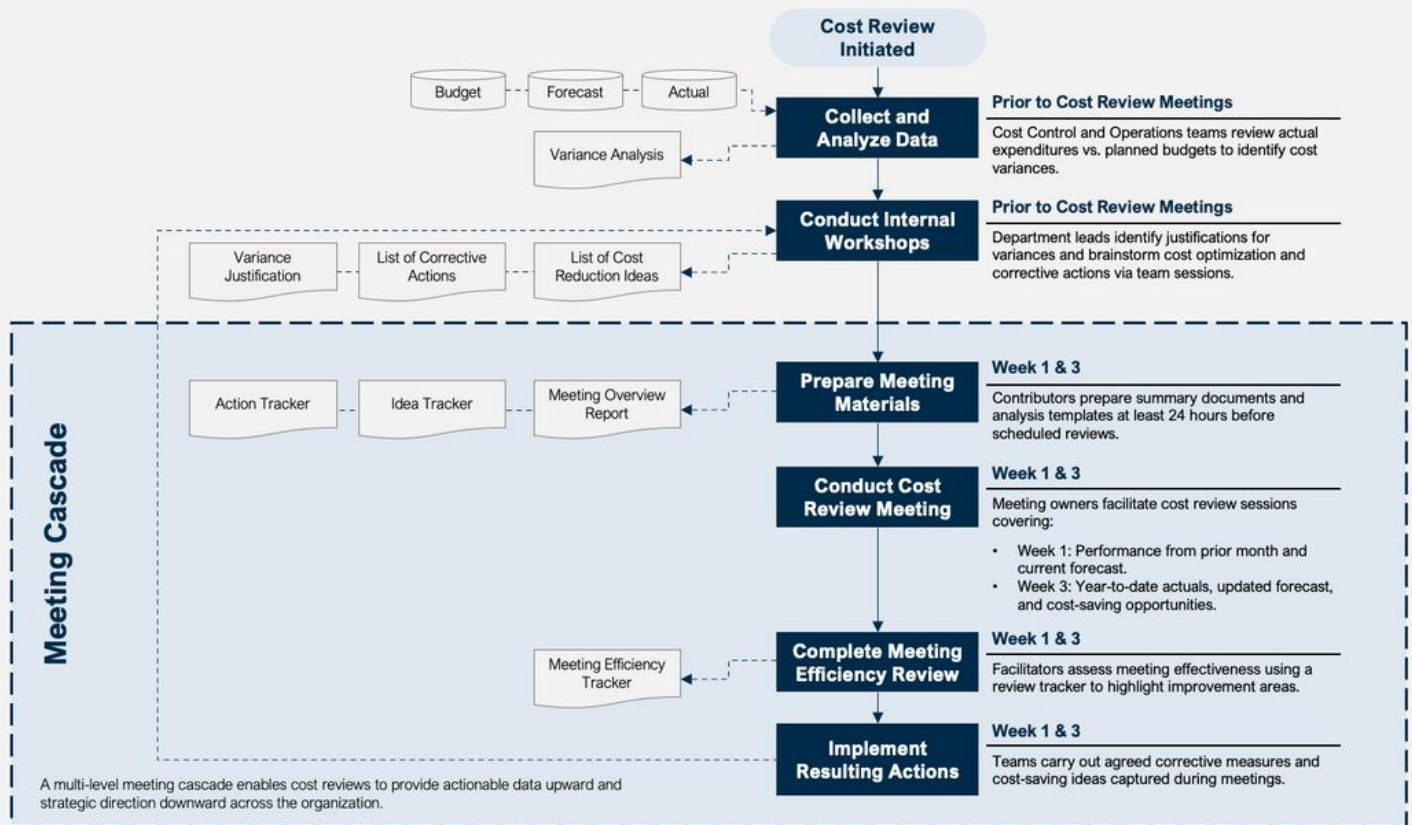 Cost Review
Initiated
Budget
Forecast
Actual
Collect and
Analyze Data
Prior to Cost Review Meetings
Cost Control and Operations teams review actual
expenditures vs. planned budgets to identify cost
variances.
Variance Analysis
Conduct Internal
Workshops
Prior to Cost Review Meetings
Department leads identify justifications for
variances and brainstorm cost optimization and
corrective actions via team sessions.
Variance
Justification
List of Corrective
Actions
List of Cost
Reduction Ideas
Meeting Cascade
Prepare Meeting
Materials
Week 1 & 3
Contributors prepare summary documents and
analysis templates at least 24 hours before
scheduled reviews.
Action Tracker
Idea Tracker
Meeting Overview
Report
Conduct Cost
Review Meeting
Week 1 & 3
Meeting owners facilitate cost review sessions
covering:
• Week 1: Performance from prior month and
current forecast.
• Week 3: Year-to-date actuals, updated forecast,
and cost-saving opportunities.
Complete Meeting
Efficiency Review
Week 1 & 3
Facilitators assess meeting effectiveness using a
review tracker to highlight improvement areas.
Meeting Efficiency
Tracker
Implement
Resulting Actions
Week 1 & 3
Teams carry out agreed corrective measures and
cost-saving ideas captured during meetings.
A multi-level meeting cascade enables cost reviews to provide actionable data upward and
strategic direction downward across the organization.